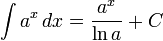 ∫ a^x dx = a^x / ln a + C